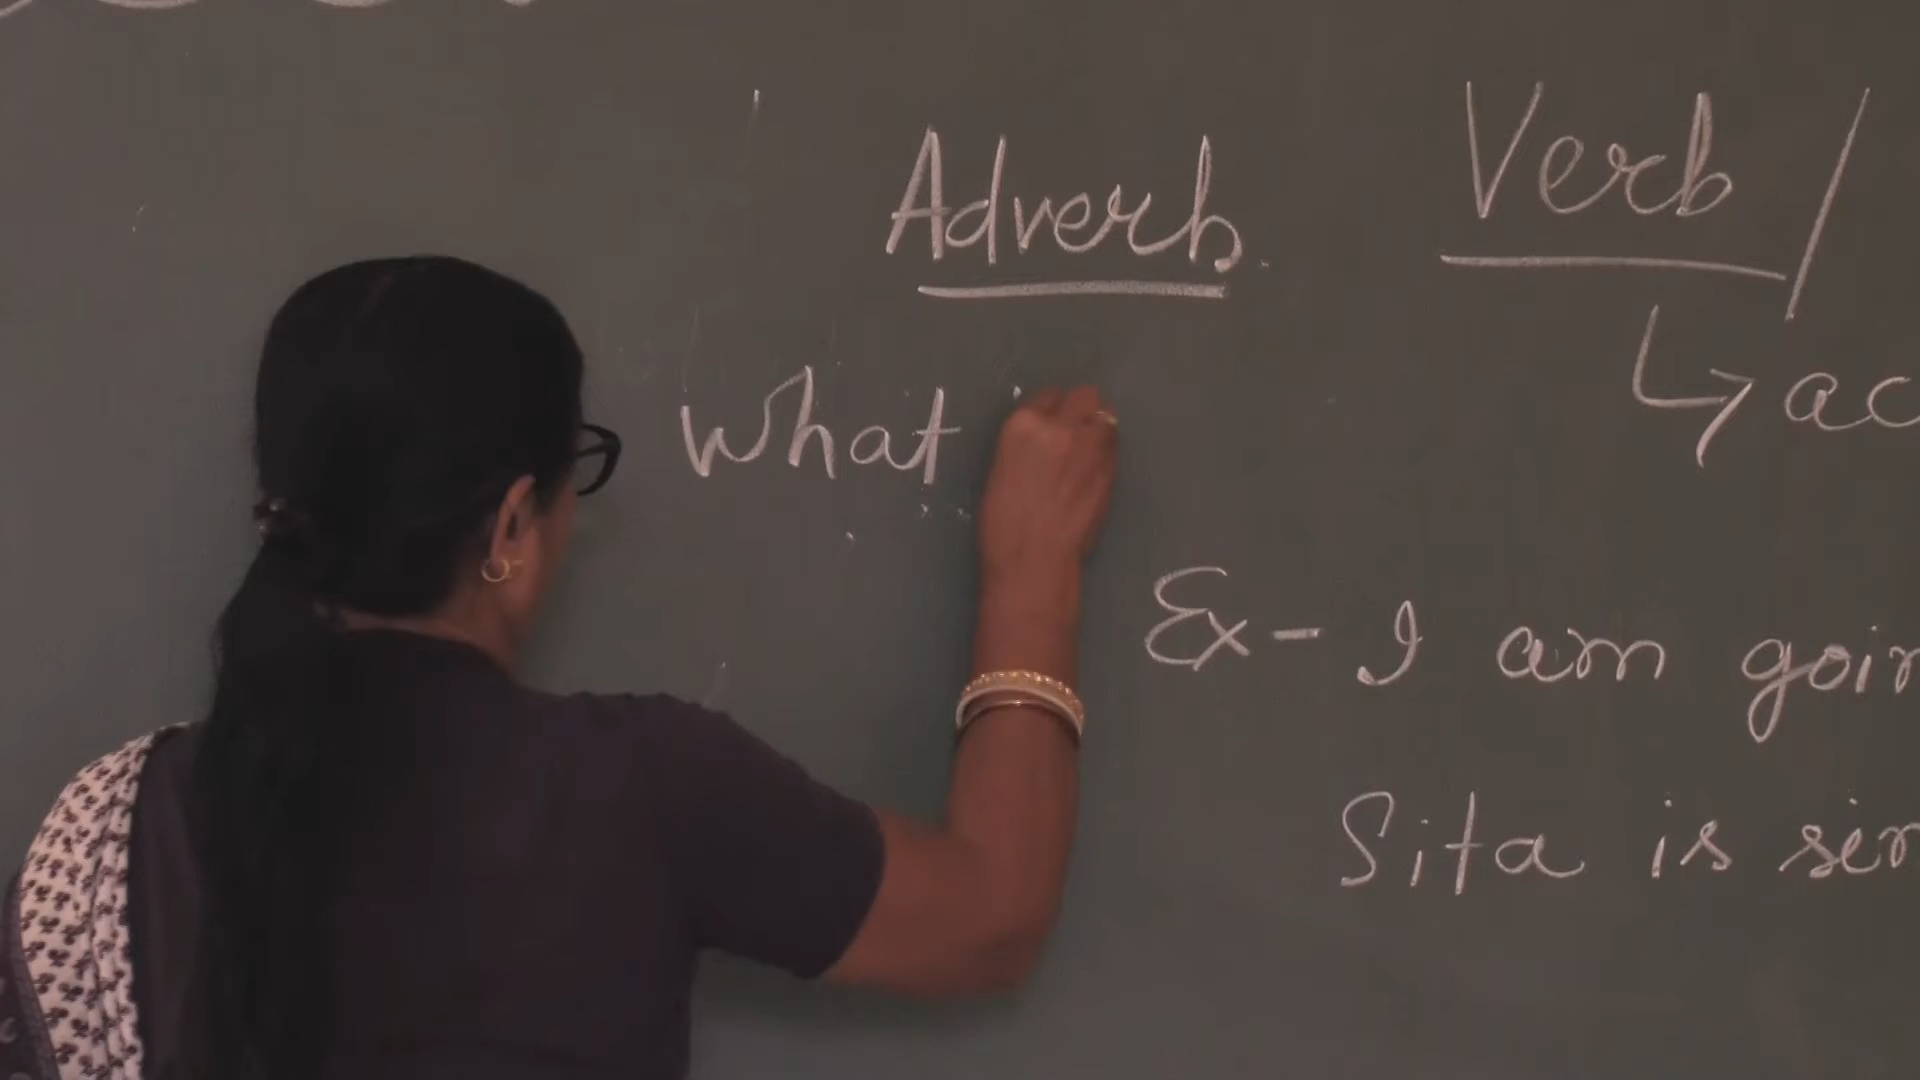 Adverb.
Verb/
↳ ac
What
Ex- I am goin
Sita is sin